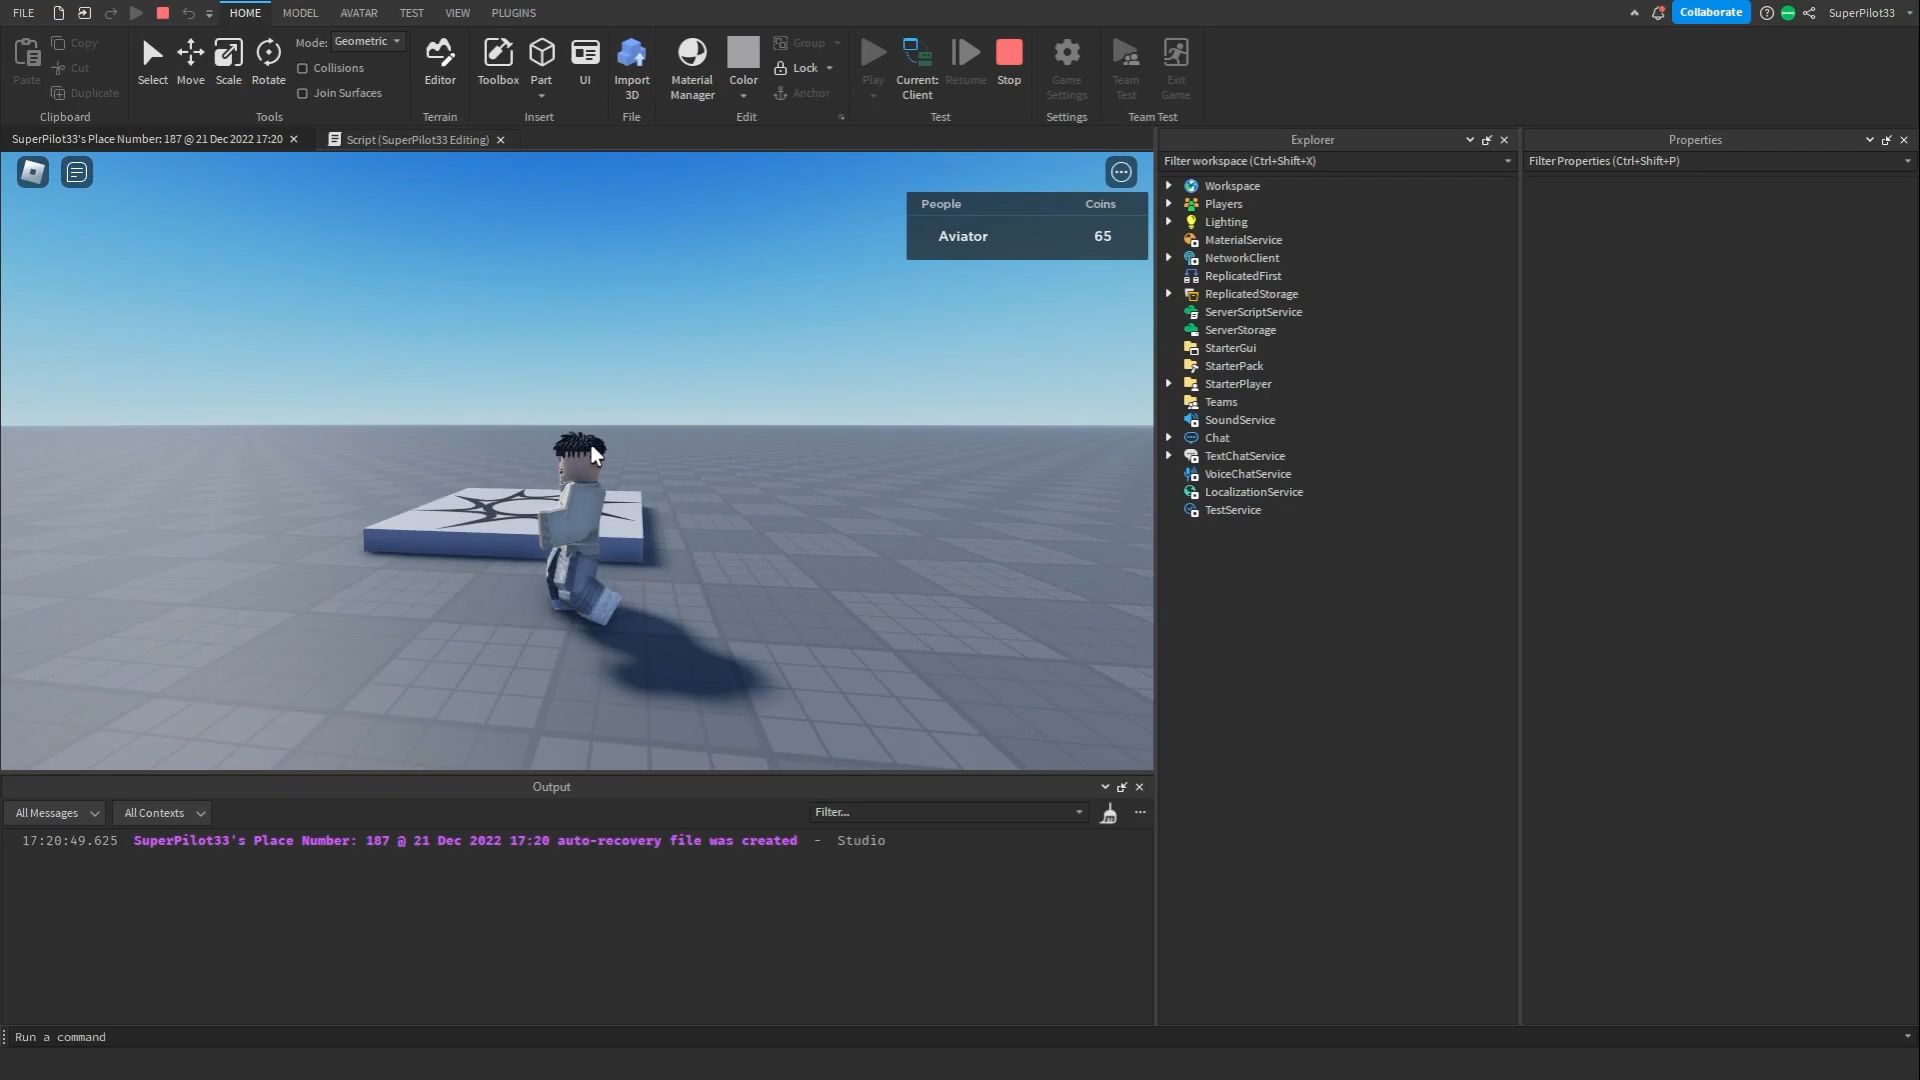 FILE HOME MODEL AVATAR TEST VIEW PLUGINS Collaborate SuperPilot33
Paste Copy Cut Duplicate
Select Move Scale Rotate
Mode: Geometric
Collisions
Join Surfaces
Editor
Toolbox Part UI
Import 3D
Material Manager Color
Group
Lock
Anchor
Play Current: Client Resume Stop
Game Settings
Team Test Exit Game
Clipboard Tools Terrain Insert File Edit Test Settings Team Test
SuperPilot33's Place Number: 187 @ 21 Dec 2022 17:20 Script (SuperPilot33 Editing)
People Coins
Aviator 65
Explorer
Filter workspace (Ctrl+Shift+X)
Workspace
Players
Lighting
MaterialService
NetworkClient
ReplicatedFirst
ReplicatedStorage
ServerScriptService
ServerStorage
StarterGui
StarterPack
StarterPlayer
Teams
SoundService
Chat
TextChatService
VoiceChatService
LocalizationService
TestService
Properties
Filter Properties (Ctrl+Shift+P)
Output
All Messages All Contexts Filter...
17:20:49.625 SuperPilot33's Place Number: 187 @ 21 Dec 2022 17:20 auto-recovery file was created - Studio
Run a command